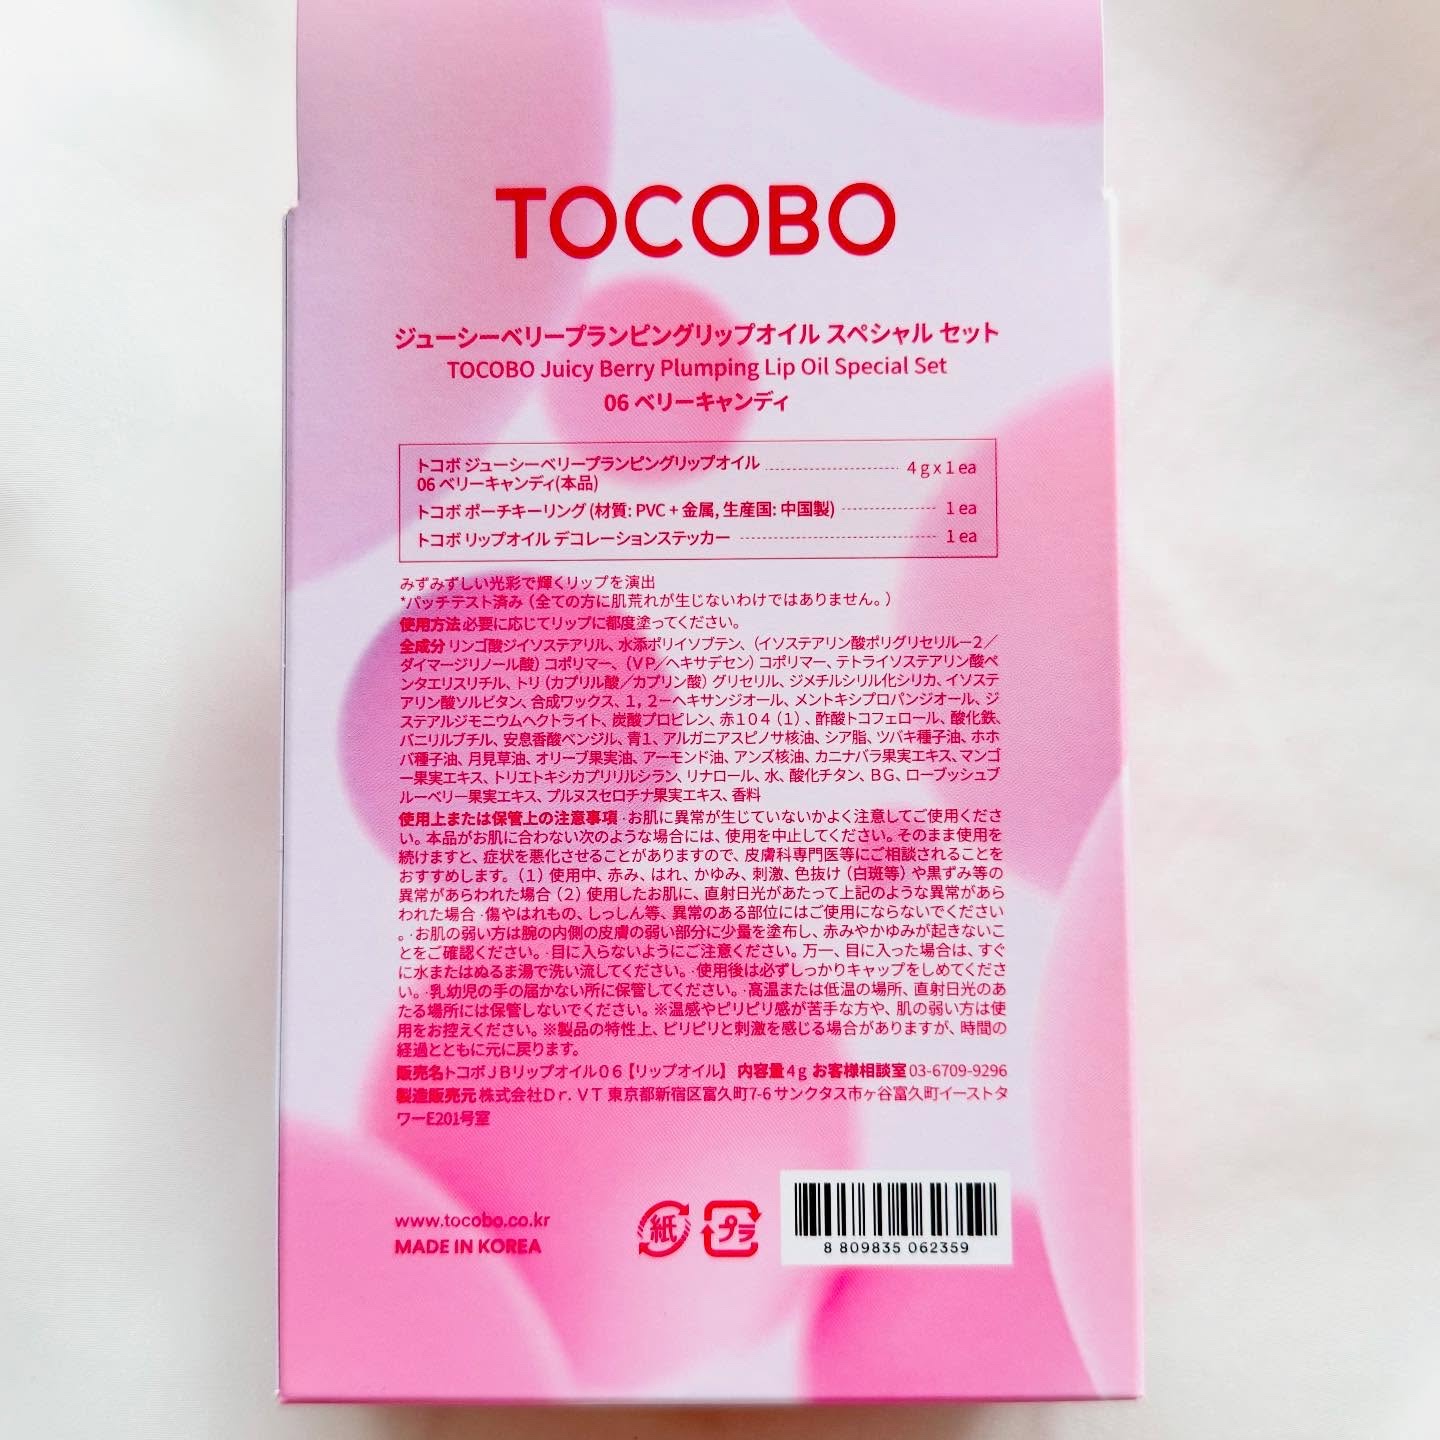 TOCOBO
ジューシーベリープランピングリップオイル スペシャル セット
TOCOBO Juicy Berry Plumping Lip Oil Special Set
06 ベリーキャンディ
トコボ ジューシーベリープランピングリップオイル 4 g x 1 ea
06 ベリーキャンディ(本品)
トコボ ポーチキーリング (材質: PVC + 金属, 生産国: 中国製) 1 ea
トコボ リップオイル デコレーションステッカー 1 ea
みずみずしい光彩で輝くリップを演出
*パッチテスト済み（全ての方に肌荒れが生じないわけではありません。）
使用方法 必要に応じてリップに都度塗ってください。
全成分 リンゴ酸ジイソステアリル、水添ポリイソブテン、（イソステアリン酸ポリグリセリルー２／
ダイマージリノール酸）コポリマー、（ＶＰ／ヘキサデセン）コポリマー、テトライソステアリン酸ペ
ンタエリスリチル、トリ（カプリル酸／カプリン酸）グリセリル、ジメチルシリル化シリカ、イソステ
アリン酸ソルビタン、合成ワックス、１，２ーヘキサンジオール、メントキシプロパンジオール、ジ
ステアルジモニウムヘクトライト、炭酸プロピレン、赤１０４（１）、酢酸トコフェロール、酸化鉄、
バニリルブチル、安息香酸ベンジル、青１、アルガニアスピノサ核油、シア脂、ツバキ種子油、ホホ
バ種子油、月見草油、オリーブ果実油、アーモンド油、アンズ核油、カニナバラ果実エキス、マンゴ
ー果実エキス、トリエトキシカプリリルシラン、リナロール、水、酸化チタン、ＢＧ、ローブッシュブ
ルーベリー果実エキス、プルヌスセロチナ果実エキス、香料
使用上または保管上の注意事項 ·お肌に異常が生じていないかよく注意してご使用くださ
い。本品がお肌に合わない次のような場合には、使用を中止してください。そのまま使用を
続けますと、症状を悪化させることがありますので、皮膚科専門医等にご相談されることを
おすすめします。（１）使用中、赤み、はれ、かゆみ、刺激、色抜け（白斑等）や黒ずみ等の
異常があらわれた場合（２）使用したお肌に、直射日光があたって上記のような異常があら
われた場合 ·傷やはれもの、しっしん等、異常のある部位にはご使用にならないでください
。·お肌の弱い方は腕の内側の皮膚の弱い部分に少量を塗布し、赤みやかゆみが起きないこ
とをご確認ください。·目に入らないようにご注意ください。万一、目に入った場合は、すぐ
に水またはぬるま湯で洗い流してください。·使用後は必ずしっかりキャップをしめてくださ
い。·乳幼児の手の届かない所に保管してください。·高温または低温の場所、直射日光のあ
たる場所には保管しないでください。※温感やピリピリ感が苦手な方や、肌の弱い方は使
用をお控えください。※製品の特性上、ピリピリと刺激を感じる場合がありますが、時間の
経過とともに元に戻ります。
販売名トコボＪＢリップオイル０６【リップオイル】 内容量4 g お客様相談室 03-6709-9296
製造販売元 株式会社Ｄｒ. ＶＴ 東京都新宿区富久町7-6 サンクタス市ヶ谷富久町イーストタ
ワーE201号室
www.tocobo.co.kr
MADE IN KOREA
紙
プラ
8 809835 062359